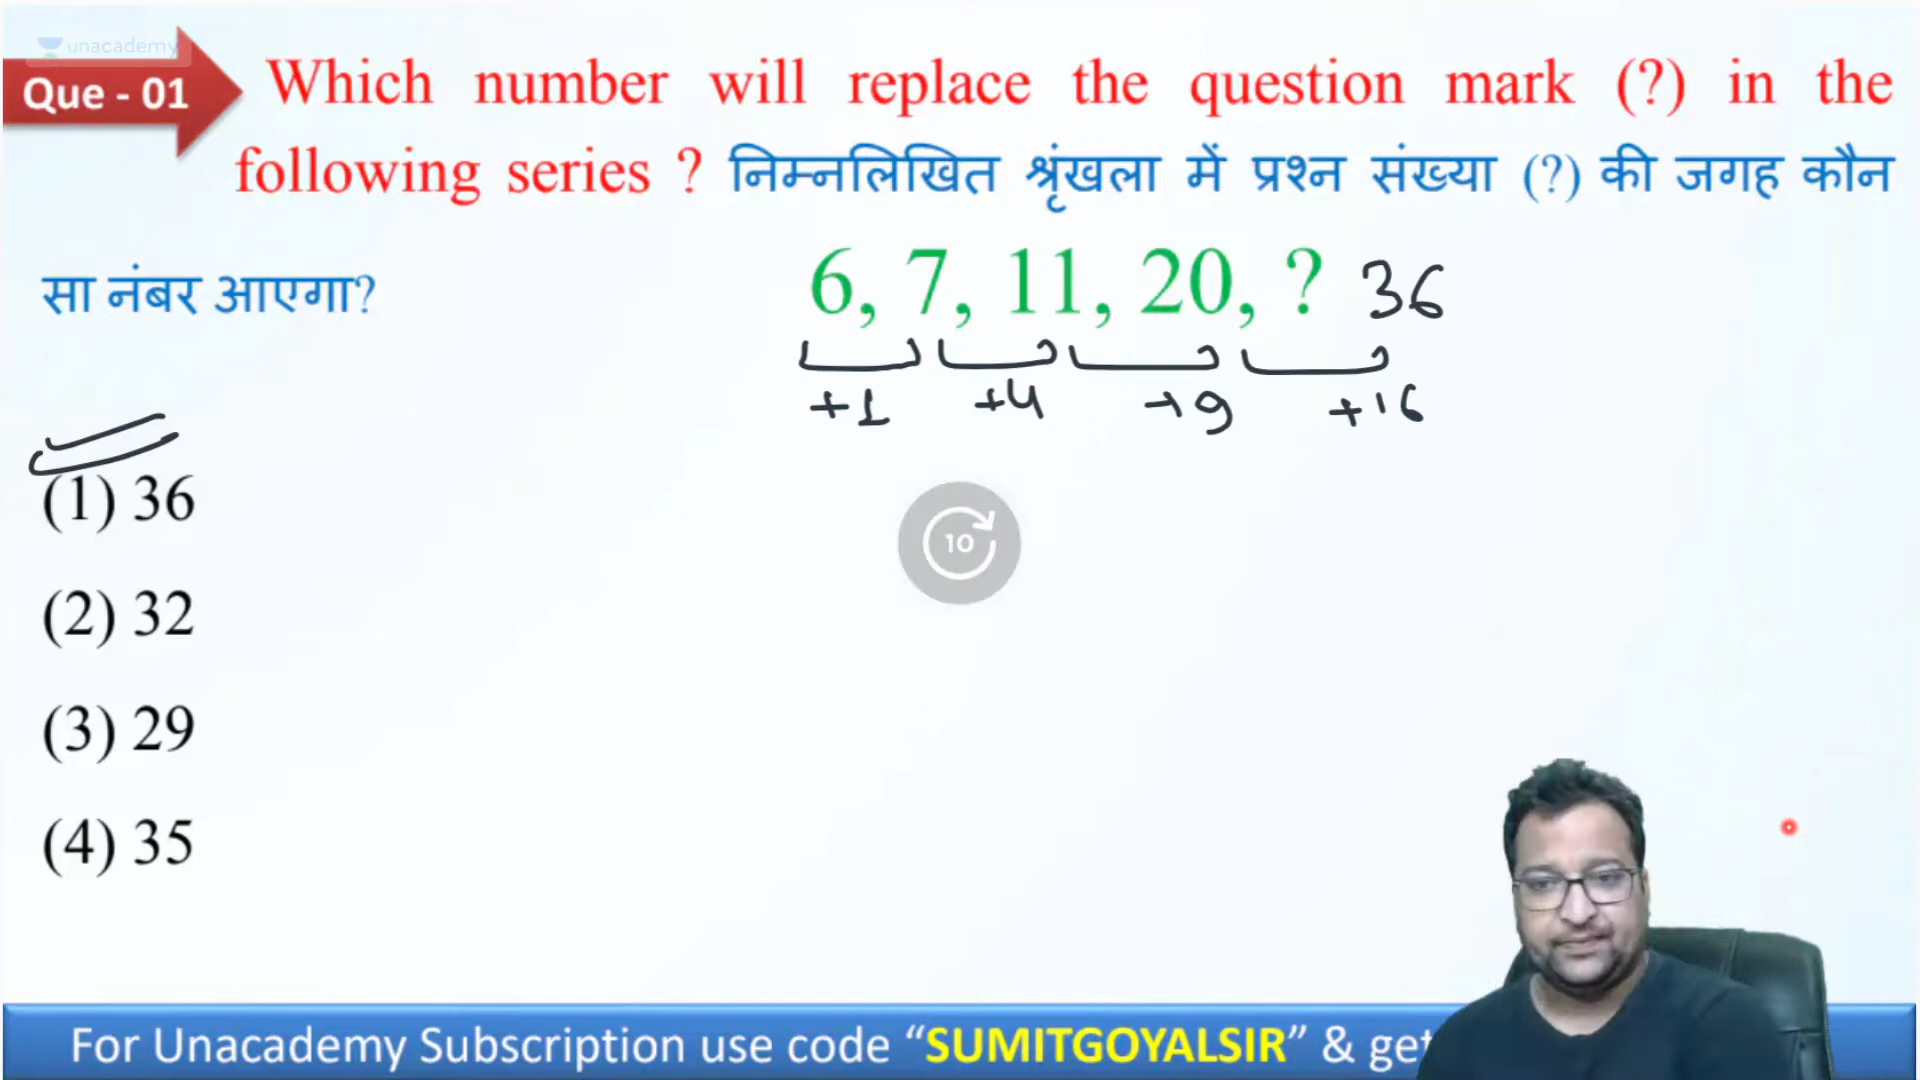 unacademy
Que - 01
Which number will replace the question mark (?) in the
following series ? निम्नलिखित श्रृंखला में प्रश्न संख्या (?) की जगह कौन
सा नंबर आएगा?
6, 7, 11, 20, ? 36
+1 +4 +9 +16
(1) 36
10
(2) 32
(3) 29
(4) 35
For Unacademy Subscription use code “SUMITGOYALSIR” & get